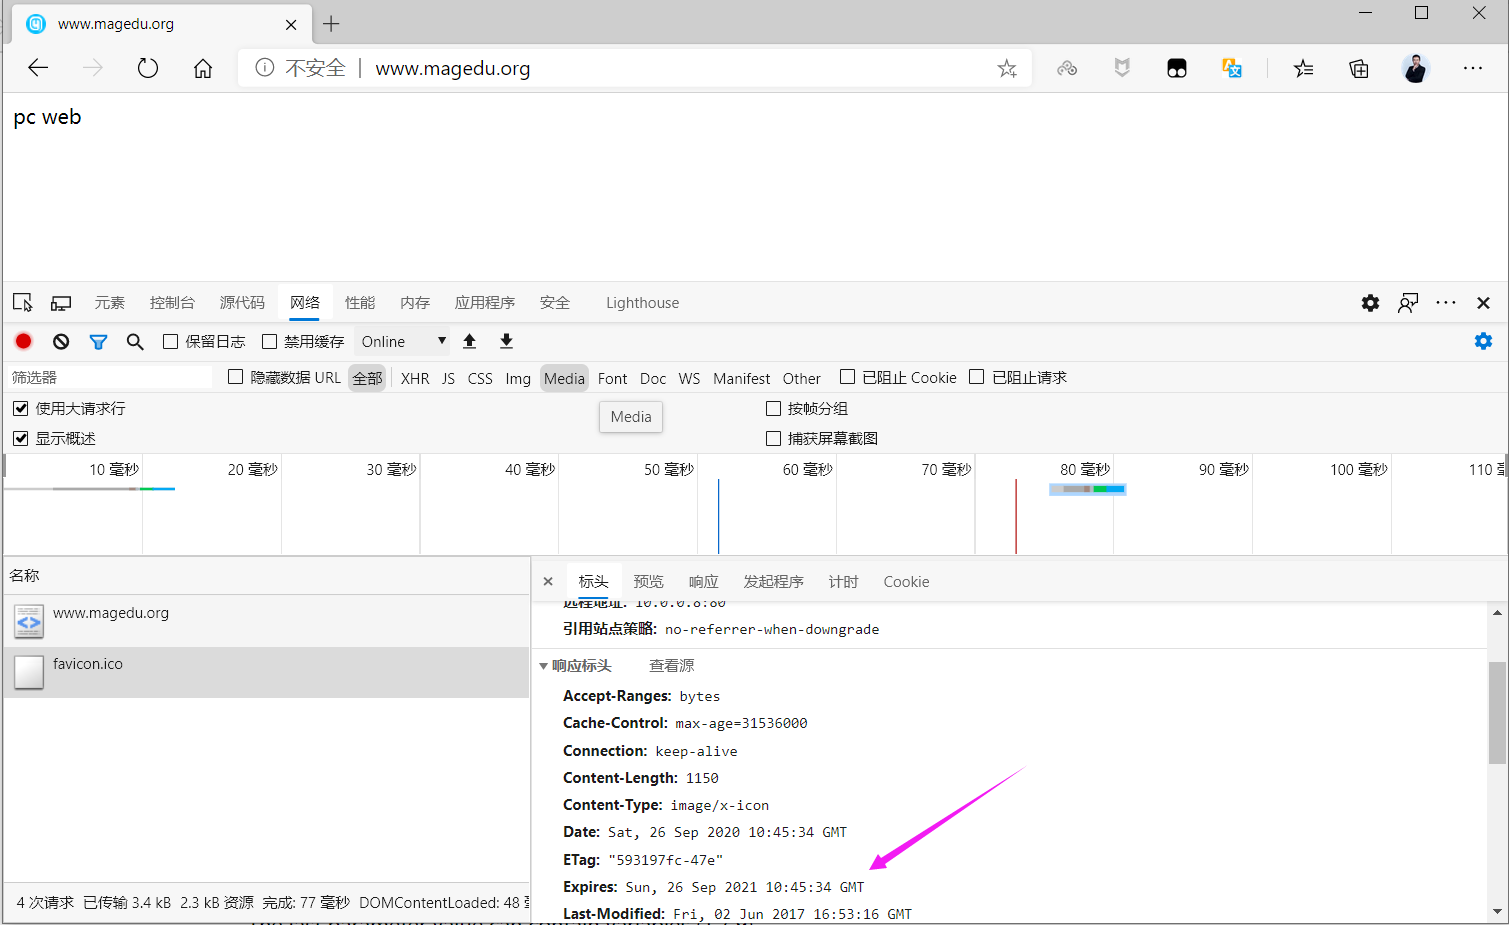 www.magedu.org
不安全 | www.magedu.org
pc web
元素 控制台 源代码 网络 性能 内存 应用程序 安全 Lighthouse
保留日志 禁用缓存 Online
筛选器 隐藏数据 URL 全部 XHR JS CSS Img Media Font Doc WS Manifest Other 已阻止 Cookie 已阻止请求
使用大请求行 Media 按帧分组
显示概述 捕获屏幕截图
10 毫秒 20 毫秒 30 毫秒 40 毫秒 50 毫秒 60 毫秒 70 毫秒 80 毫秒 90 毫秒 100 毫秒 110 毫
名称
www.magedu.org
favicon.ico
4 次请求 已传输 3.4 kB 2.3 kB 资源 完成: 77 毫秒 DOMContentLoaded: 48 毫
标头 预览 响应 发起程序 计时 Cookie
远程地址: 10.0.0.8:80
引用站点策略: no-referrer-when-downgrade
响应标头 查看源
Accept-Ranges: bytes
Cache-Control: max-age=31536000
Connection: keep-alive
Content-Length: 1150
Content-Type: image/x-icon
Date: Sat, 26 Sep 2020 10:45:34 GMT
ETag: "593197fc-47e"
Expires: Sun, 26 Sep 2021 10:45:34 GMT
Last-Modified: Fri, 02 Jun 2017 16:53:16 GMT